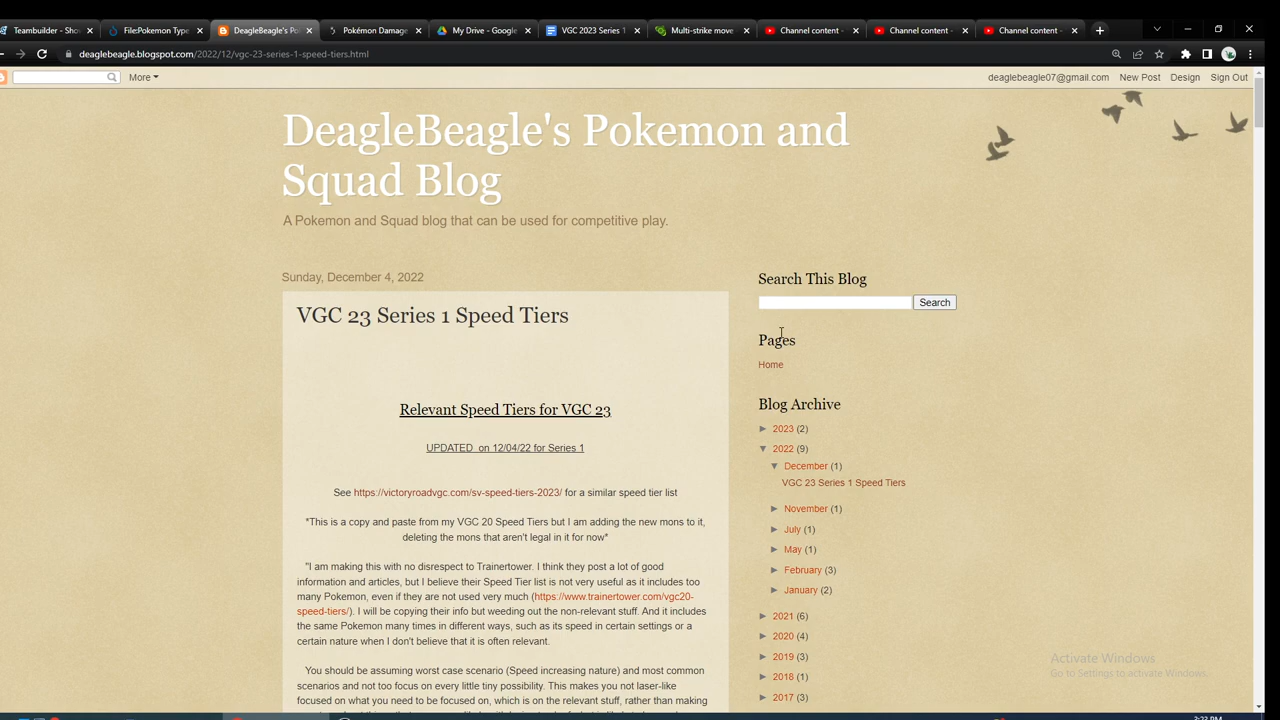 Teambuilder - Sho
File:Pokemon Type
DeagleBeagle's Po
Pokémon Damage
My Drive - Google
VGC 2023 Series 1
Multi-strike move
Channel content -
Channel content -
Channel content -
deaglebeagle.blogspot.com/2022/12/vgc-23-series-1-speed-tiers.html
More
deaglebeagle07@gmail.com New Post Design Sign Out
DeagleBeagle's Pokemon and
Squad Blog
A Pokemon and Squad blog that can be used for competitive play.
Sunday, December 4, 2022
VGC 23 Series 1 Speed Tiers
Relevant Speed Tiers for VGC 23
UPDATED on 12/04/22 for Series 1
See https://victoryroadvgc.com/sv-speed-tiers-2023/ for a similar speed tier list
*This is a copy and paste from my VGC 20 Speed Tiers but I am adding the new mons to it,
deleting the mons that aren't legal in it for now*
"I am making this with no disrespect to Trainertower. I think they post a lot of good
information and articles, but I believe their Speed Tier list is not very useful as it includes too
many Pokemon, even if they are not used very much (https://www.trainertower.com/vgc20-
speed-tiers/). I will be copying their info but weeding out the non-relevant stuff. And it includes
the same Pokemon many times in different ways, such as its speed in certain settings or a
certain nature when I don't believe that it is often relevant.
You should be assuming worst case scenario (Speed increasing nature) and most common
scenarios and not too focus on every little tiny possibility. This makes you not laser-like
focused on what you need to be focused on, which is on the relevant stuff, rather than making
Search This Blog
Search
Pages
Home
Blog Archive
► 2023 (2)
▼ 2022 (9)
▼ December (1)
VGC 23 Series 1 Speed Tiers
► November (1)
► July (1)
► May (1)
► February (3)
► January (2)
► 2021 (6)
► 2020 (4)
► 2019 (3)
► 2018 (1)
► 2017 (3)
Activate Windows
Go to Settings to activate Windows.
3:23 PM